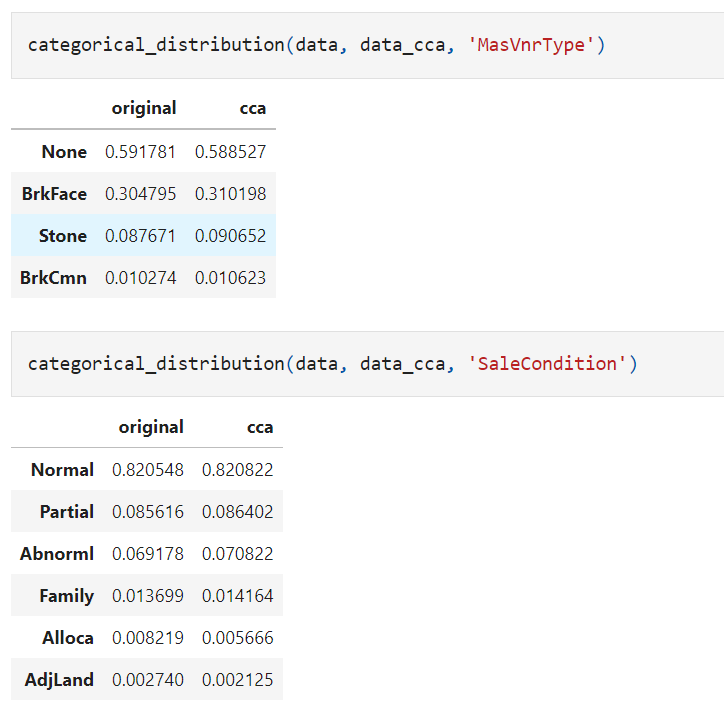 categorical_distribution(data, data_cca, 'MasVnrType')
original cca
None 0.591781 0.588527
BrkFace 0.304795 0.310198
Stone 0.087671 0.090652
BrkCmn 0.010274 0.010623
categorical_distribution(data, data_cca, 'SaleCondition')
original cca
Normal 0.820548 0.820822
Partial 0.085616 0.086402
Abnorml 0.069178 0.070822
Family 0.013699 0.014164
Alloca 0.008219 0.005666
AdjLand 0.002740 0.002125